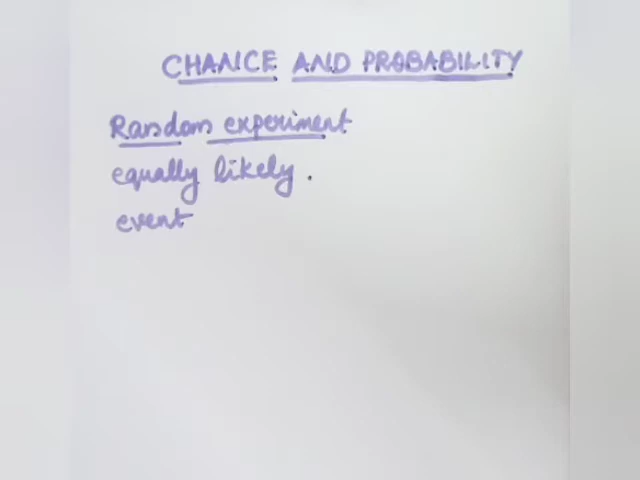 CHANCE AND PROBABILITY
Random experiment
equally likely.
event